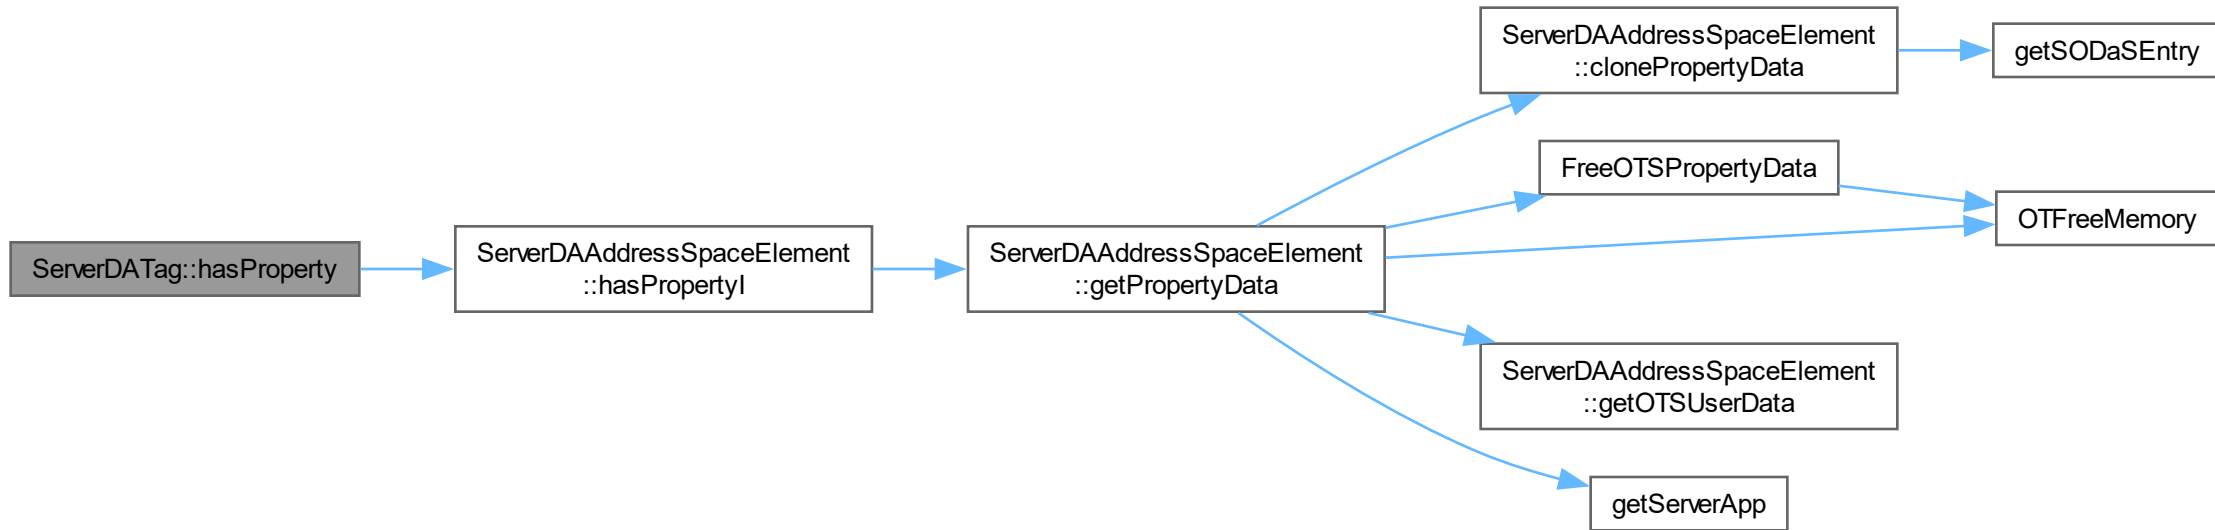 ServerDAAddressSpaceElement
::clonePropertyData
getSODaSEntry
FreeOTSPropertyData
OTFreeMemory
ServerDATag::hasProperty
ServerDAAddressSpaceElement
::hasPropertyI
ServerDAAddressSpaceElement
::getPropertyData
ServerDAAddressSpaceElement
::getOTSUserData
getServerApp